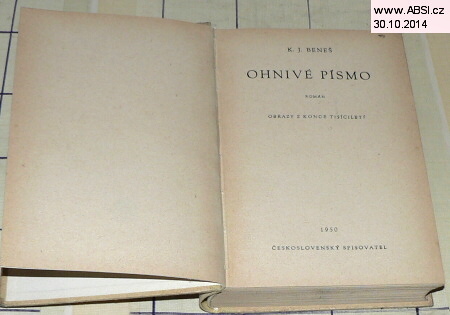 www.ABSI.cz
30.10.2014
K. J. BENEŠ
OHNIVÉ PÍSMO
ROMÁN
OBRAZY Z KONCE TISÍCILETÍ
1950
ČESKOSLOVENSKÝ SPISOVATEL